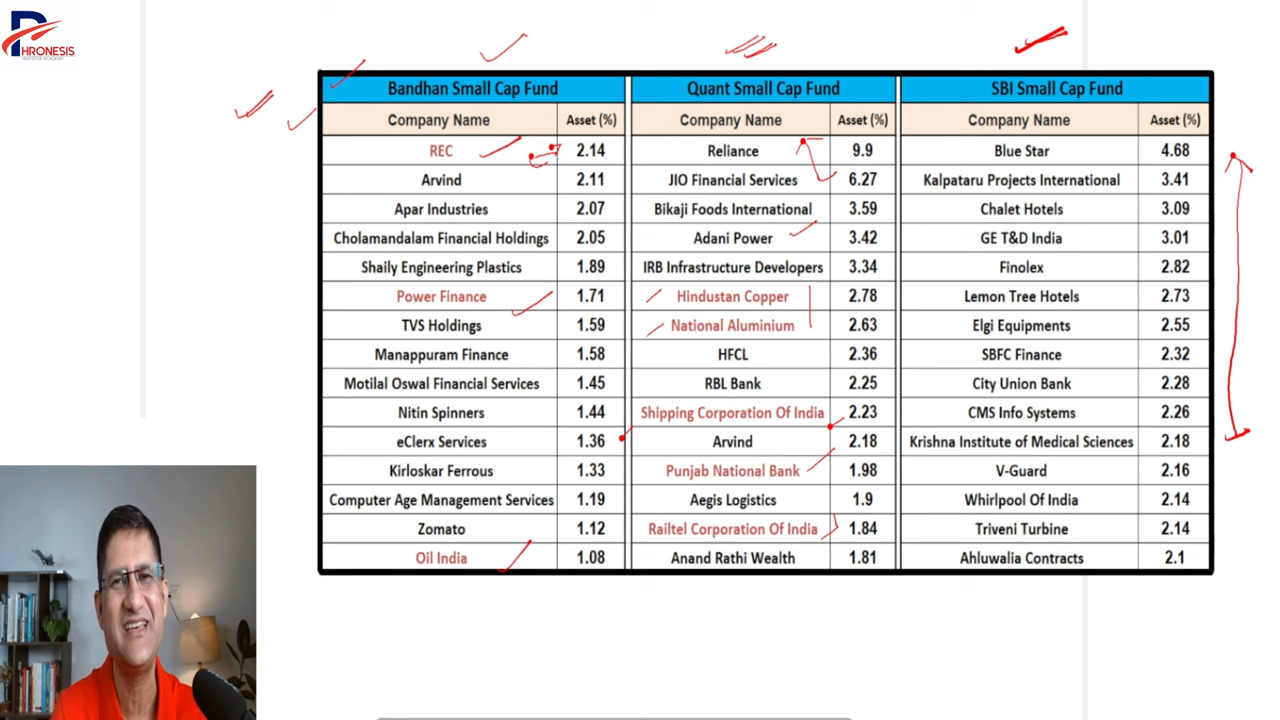 PHRONESIS
INVESTOR ACADEMY
Bandhan Small Cap Fund Quant Small Cap Fund SBI Small Cap Fund
Company Name Asset (%) Company Name Asset (%) Company Name Asset (%)
REC 2.14 Reliance 9.9 Blue Star 4.68
Arvind 2.11 JIO Financial Services 6.27 Kalpataru Projects International 3.41
Apar Industries 2.07 Bikaji Foods International 3.59 Chalet Hotels 3.09
Cholamandalam Financial Holdings 2.05 Adani Power 3.42 GE T&D India 3.01
Shaily Engineering Plastics 1.89 IRB Infrastructure Developers 3.34 Finolex 2.82
Power Finance 1.71 Hindustan Copper 2.78 Lemon Tree Hotels 2.73
TVS Holdings 1.59 National Aluminium 2.63 Elgi Equipments 2.55
Manappuram Finance 1.58 HFCL 2.36 SBFC Finance 2.32
Motilal Oswal Financial Services 1.45 RBL Bank 2.25 City Union Bank 2.28
Nitin Spinners 1.44 Shipping Corporation Of India 2.23 CMS Info Systems 2.26
eClerx Services 1.36 Arvind 2.18 Krishna Institute of Medical Sciences 2.18
Kirloskar Ferrous 1.33 Punjab National Bank 1.98 V-Guard 2.16
Computer Age Management Services 1.19 Aegis Logistics 1.9 Whirlpool Of India 2.14
Zomato 1.12 Railtel Corporation Of India 1.84 Triveni Turbine 2.14
Oil India 1.08 Anand Rathi Wealth 1.81 Ahluwalia Contracts 2.1